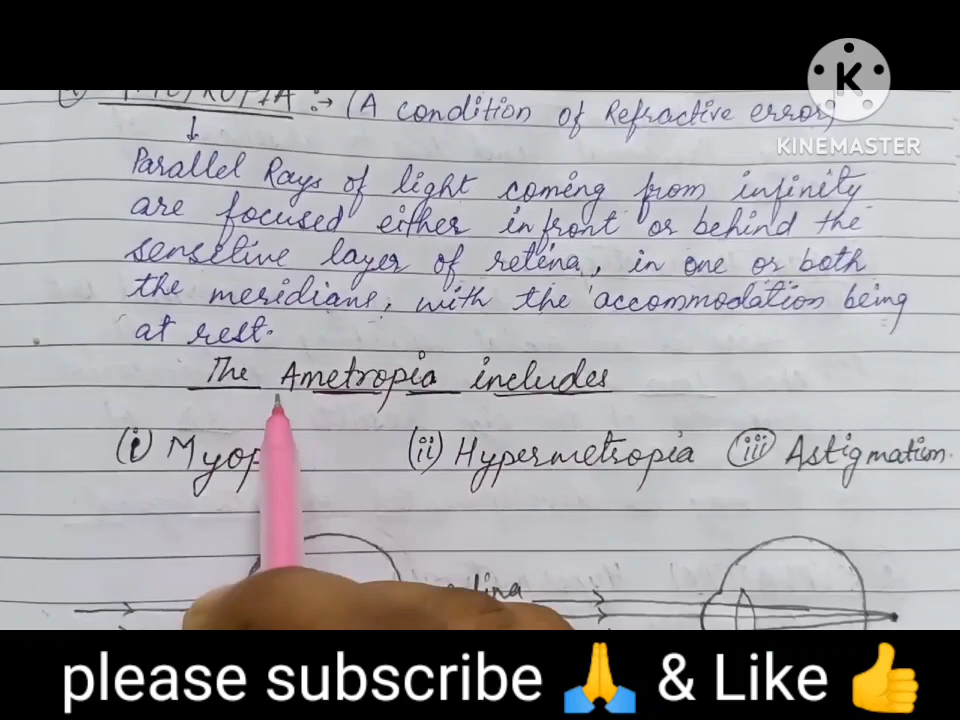 K
KINEMASTER
:→ (A condition of Refractive error)
Parallel Rays of light coming from infinity
are focused either infront or behind the
sensitive layer of retina, in one or both
the meridians, with the accommodation being
at rest.
The Ametropia includes
(i) Myop (ii) Hypermetropia (iii) Astigmatism.
please subscribe 🙏 & Like 👍